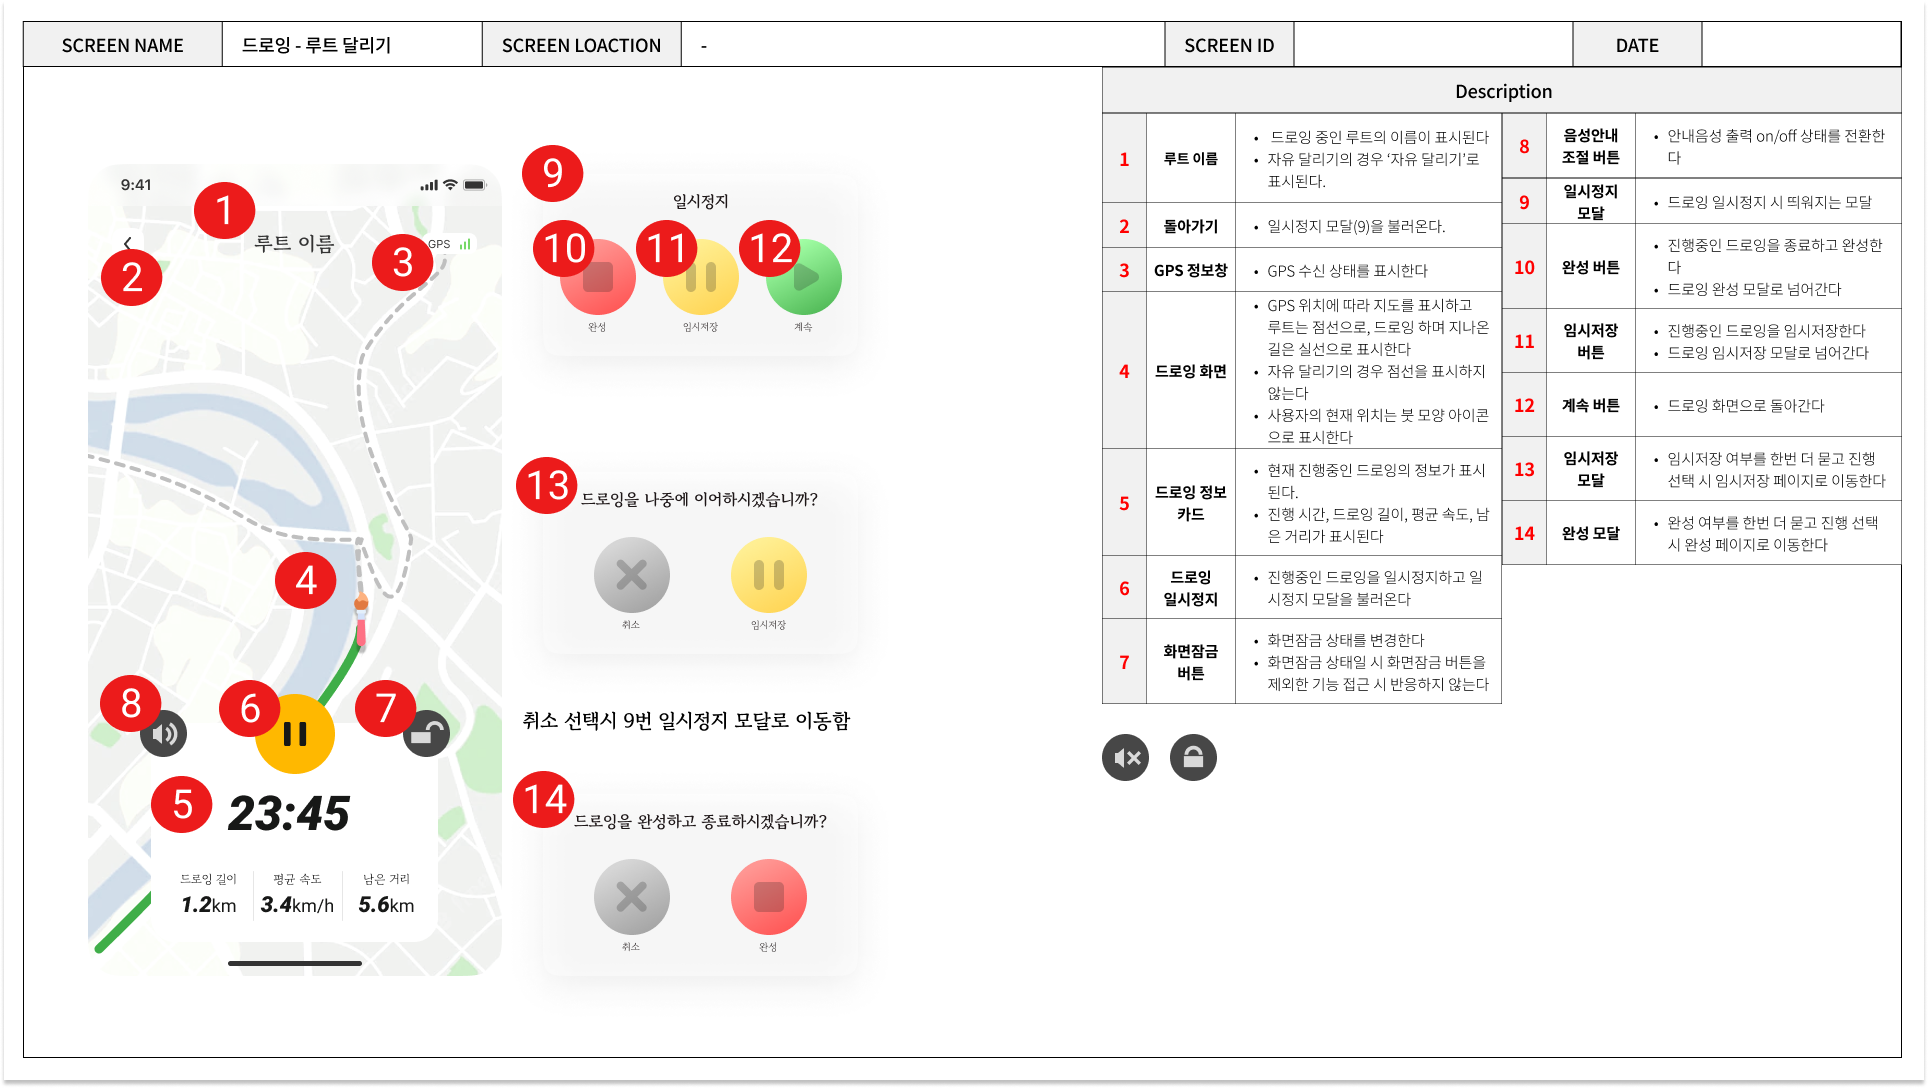 SCREEN NAME
드로잉 - 루트 달리기
SCREEN LOACTION
-
SCREEN ID
DATE
9:41
1
루트 이름
2
3
GPS
4
8
6
7
5
23:45
드로잉 길이
평균 속도
남은 거리
1.2km
3.4km/h
5.6km
9
일시정지
10
11
12
완성
임시저장
계속
13
드로잉을 나중에 이어하시겠습니까?
취소
임시저장
취소 선택시 9번 일시정지 모달로 이동함
14
드로잉을 완성하고 종료하시겠습니까?
취소
완성
Description
1
루트 이름
• 드로잉 중인 루트의 이름이 표시된다
• 자유 달리기의 경우 ‘자유 달리기’로
표시된다.
2
돌아가기
• 일시정지 모달(9)을 불러온다.
3
GPS 정보창
• GPS 수신 상태를 표시한다
4
드로잉 화면
• GPS 위치에 따라 지도를 표시하고
루트는 점선으로, 드로잉 하며 지나온
길은 실선으로 표시한다
• 자유 달리기의 경우 점선을 표시하지
않는다
• 사용자의 현재 위치는 붓 모양 아이콘
으로 표시한다
5
드로잉 정보
카드
• 현재 진행중인 드로잉의 정보가 표시
된다.
• 진행 시간, 드로잉 길이, 평균 속도, 남
은 거리가 표시된다
6
드로잉
일시정지
• 진행중인 드로잉을 일시정지하고 일
시정지 모달을 불러온다
7
화면잠금
버튼
• 화면잠금 상태를 변경한다
• 화면잠금 상태일 시 화면잠금 버튼을
제외한 기능 접근 시 반응하지 않는다
8
음성안내
조절 버튼
• 안내음성 출력 on/off 상태를 전환한
다
9
일시정지
모달
• 드로잉 일시정지 시 띄워지는 모달
10
완성 버튼
• 진행중인 드로잉을 종료하고 완성한
다
• 드로잉 완성 모달로 넘어간다
11
임시저장
버튼
• 진행중인 드로잉을 임시저장한다
• 드로잉 임시저장 모달로 넘어간다
12
계속 버튼
• 드로잉 화면으로 돌아간다
13
임시저장
모달
• 임시저장 여부를 한번 더 묻고 진행
선택 시 임시저장 페이지로 이동한다
14
완성 모달
• 완성 여부를 한번 더 묻고 진행 선택
시 완성 페이지로 이동한다